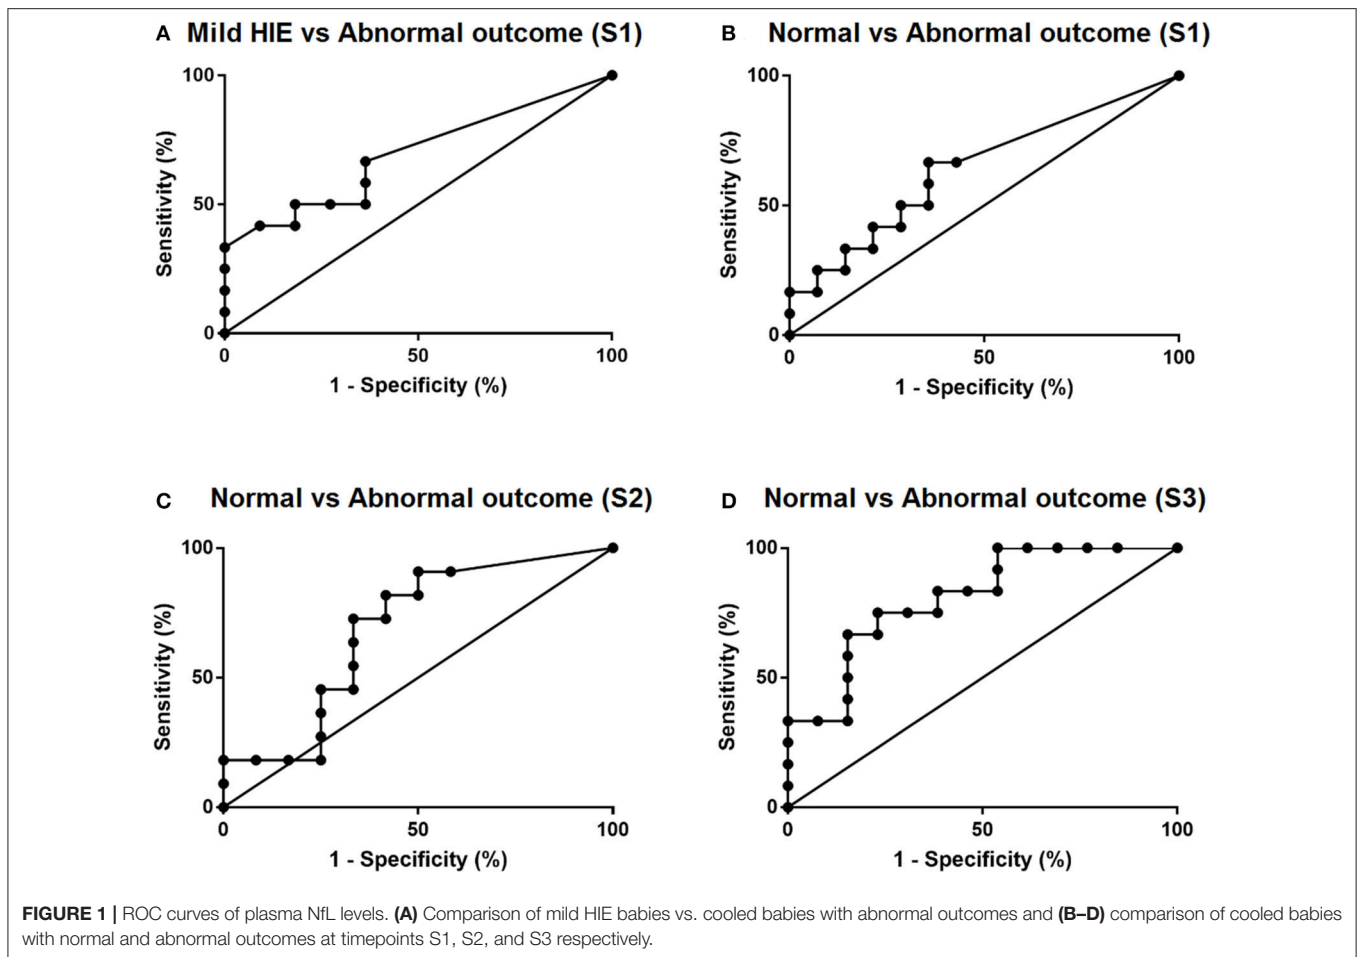 A Mild HIE vs Abnormal outcome (S1)
100
50
0
Sensitivity (%)
0 50 100
1 - Specificity (%)
B Normal vs Abnormal outcome (S1)
100
50
0
Sensitivity (%)
0 50 100
1 - Specificity (%)
C Normal vs Abnormal outcome (S2)
100
50
0
Sensitivity (%)
0 50 100
1 - Specificity (%)
D Normal vs Abnormal outcome (S3)
100
50
0
Sensitivity (%)
0 50 100
1 - Specificity (%)
FIGURE 1 | ROC curves of plasma NfL levels. (A) Comparison of mild HIE babies vs. cooled babies with abnormal outcomes and (B–D) comparison of cooled babies
with normal and abnormal outcomes at timepoints S1, S2, and S3 respectively.